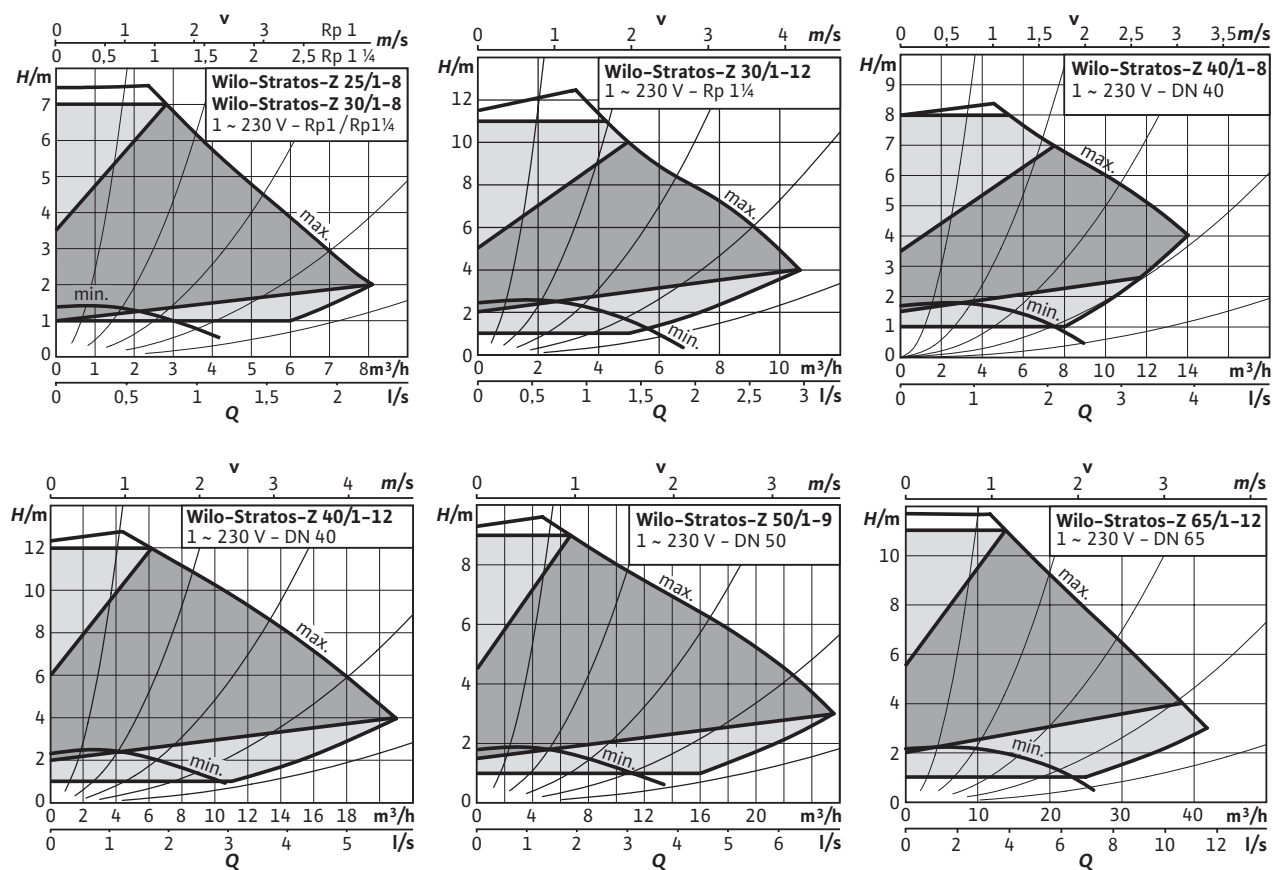 v
0 1 2 3 Rp 1 m/s
0 0,5 1 1,5 2 2,5 Rp 1 ¼
H/m
Wilo-Stratos-Z 25/1-8
Wilo-Stratos-Z 30/1-8
1 ~ 230 V - Rp1/Rp1¼
7
6
5
4
3
2
1
0
max.
min.
0 1 2 3 4 5 6 7 8 m³/h
0 0,5 1 1,5 2 l/s
Q
v
0 1 2 3 4 m/s
H/m
Wilo-Stratos-Z 30/1-12
1 ~ 230 V - Rp 1¼
12
10
8
6
4
2
0
max.
min.
0 2 4 6 8 10 m³/h
0 0,5 1 1,5 2 2,5 3 l/s
Q
v
0 0,5 1 1,5 2 2,5 3 3,5 m/s
H/m
Wilo-Stratos-Z 40/1-8
1 ~ 230 V - DN 40
9
8
7
6
5
4
3
2
1
0
max.
min.
0 2 4 6 8 10 12 14 m³/h
0 1 2 3 4 l/s
Q
v
0 1 2 3 4 m/s
H/m
Wilo-Stratos-Z 40/1-12
1 ~ 230 V - DN 40
12
10
8
6
4
2
0
max.
min.
0 2 4 6 8 10 12 14 16 18 m³/h
0 1 2 3 4 5 l/s
Q
v
0 1 2 3 m/s
H/m
Wilo-Stratos-Z 50/1-9
1 ~ 230 V - DN 50
8
6
4
2
0
max.
min.
0 4 8 12 16 20 m³/h
0 1 2 3 4 5 6 l/s
Q
v
0 1 2 3 m/s
H/m
Wilo-Stratos-Z 65/1-12
1 ~ 230 V - DN 65
10
8
6
4
2
0
max.
min.
0 10 20 30 40 m³/h
0 2 4 6 8 10 12 l/s
Q